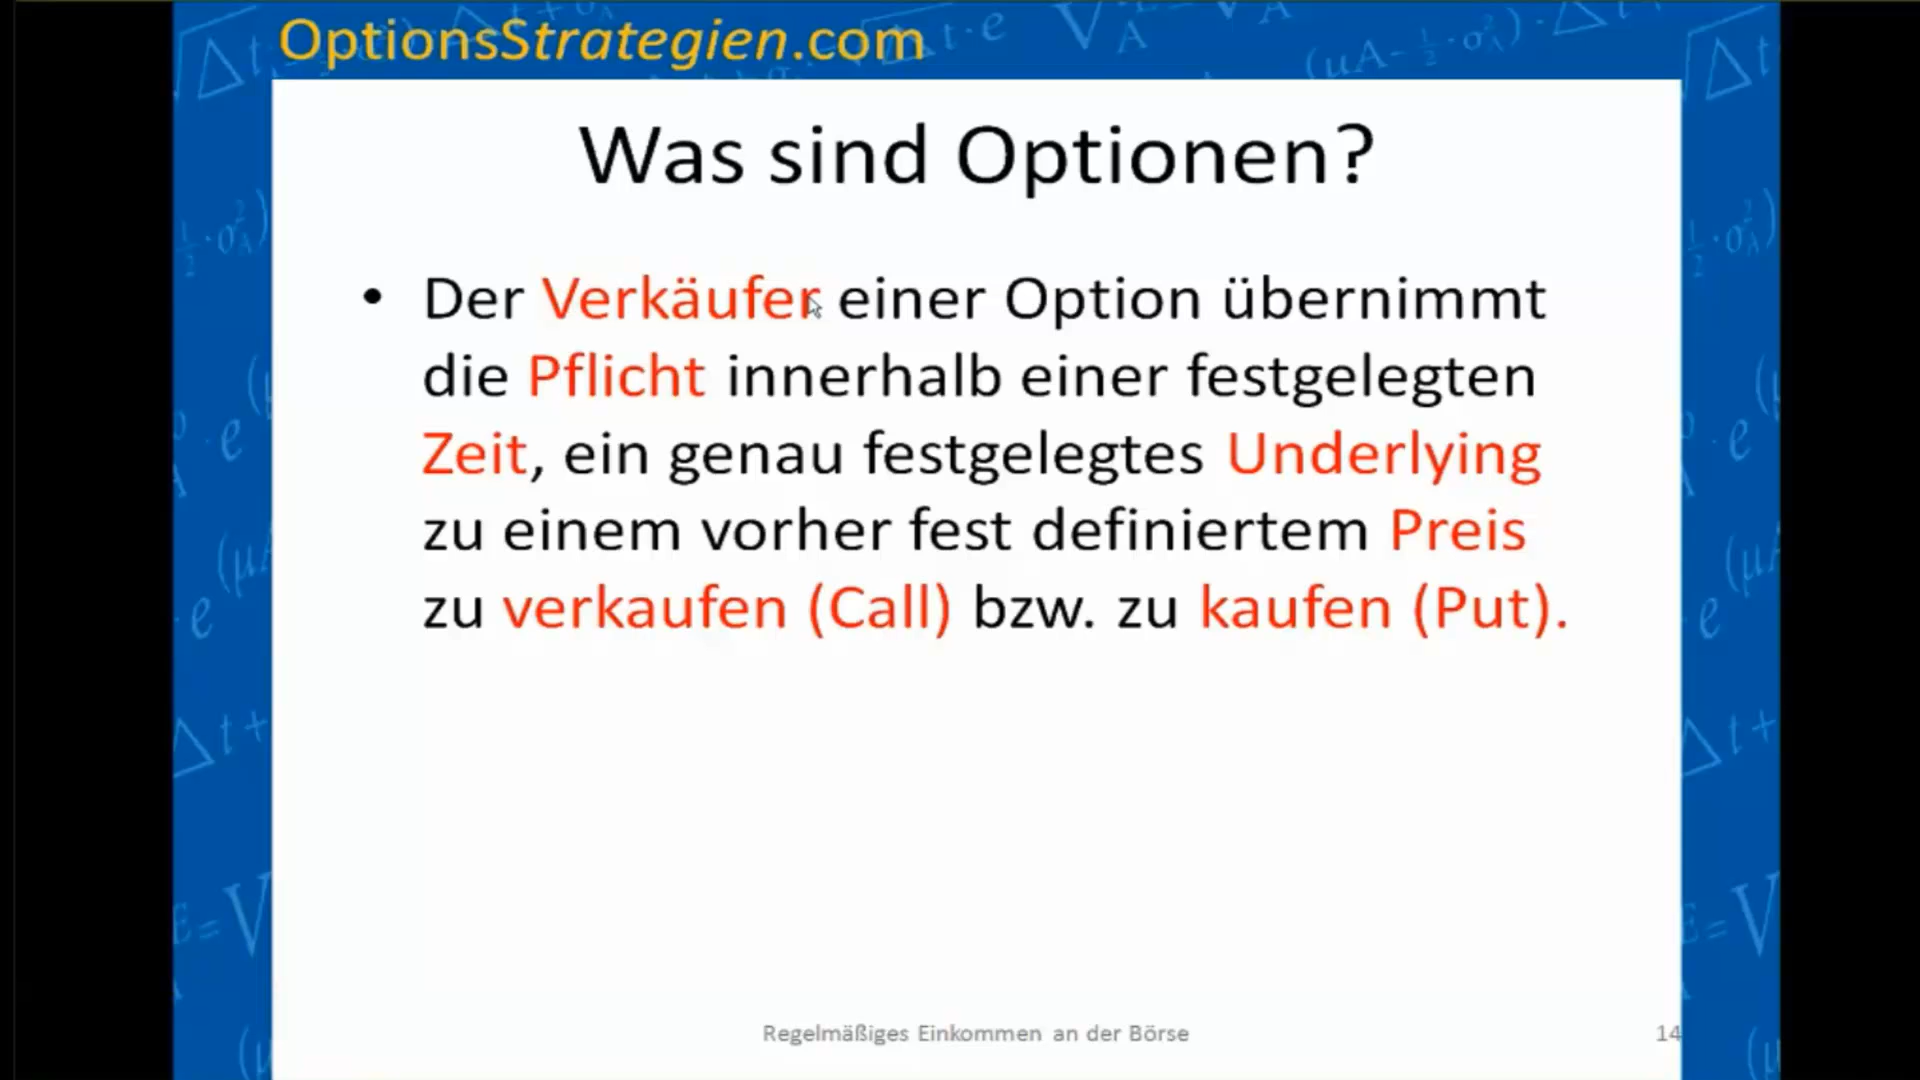 OptionsStrategien.com
Was sind Optionen?
• Der Verkäufer einer Option übernimmt
die Pflicht innerhalb einer festgelegten
Zeit, ein genau festgelegtes Underlying
zu einem vorher fest definiertem Preis
zu verkaufen (Call) bzw. zu kaufen (Put).
Regelmäßiges Einkommen an der Börse
14